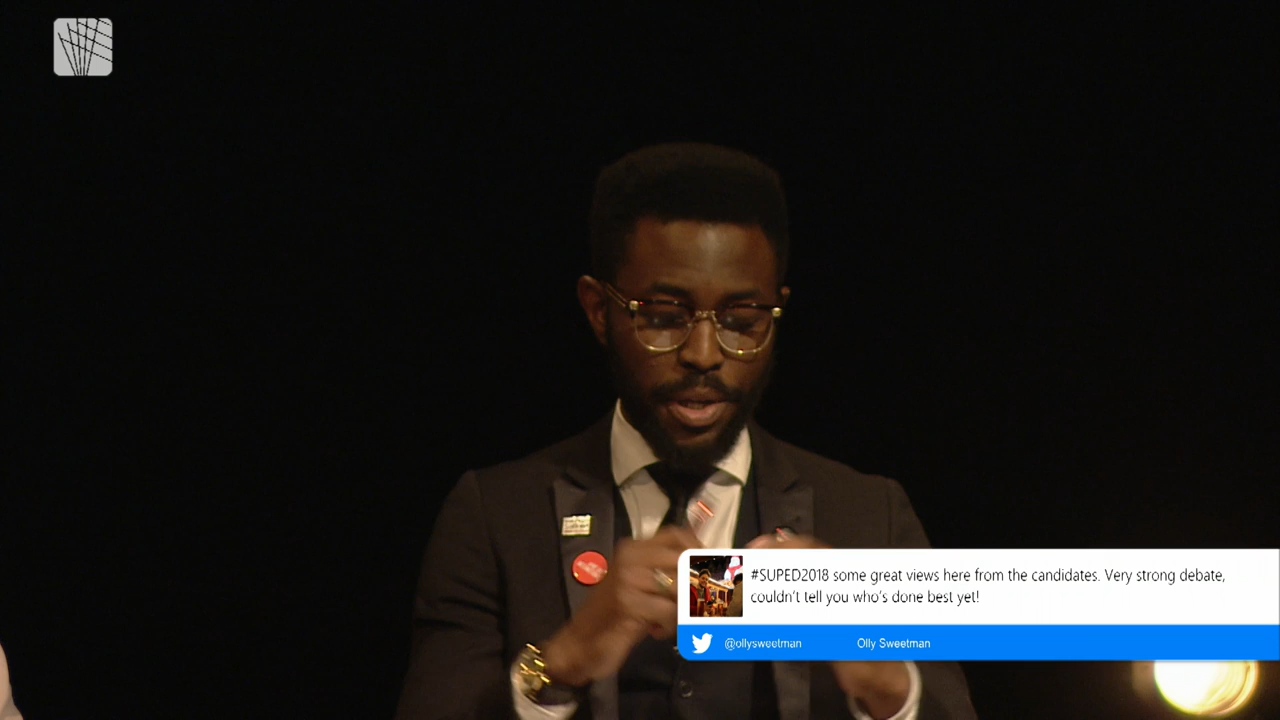 #SUPED2018 some great views here from the candidates. Very strong debate,
couldn't tell you who's done best yet!
@ollysweetman Olly Sweetman